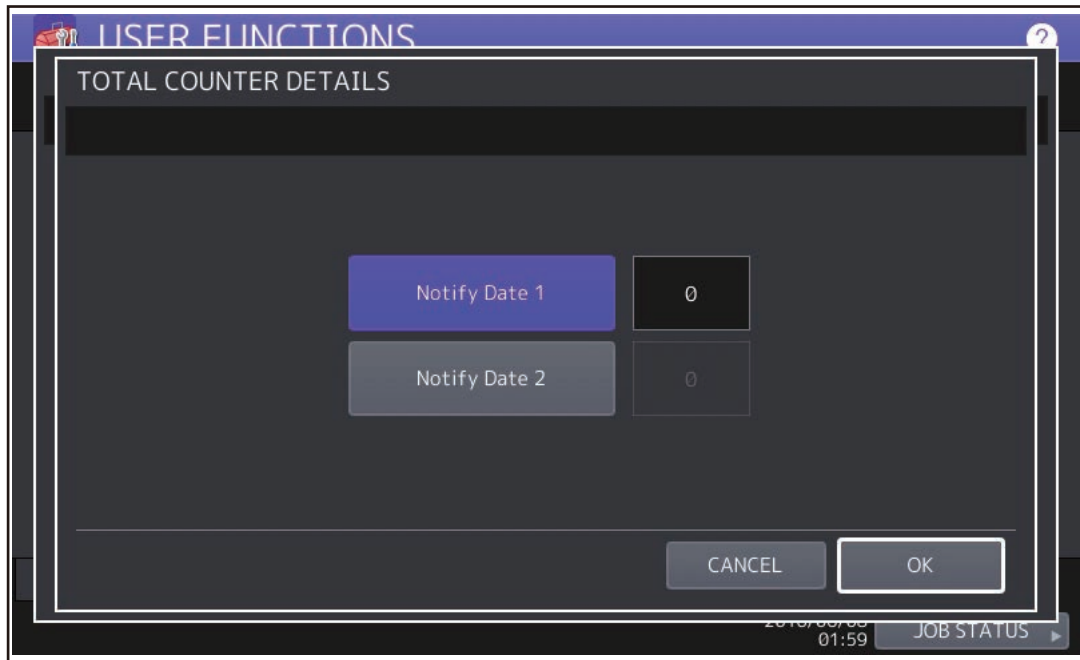 USER FUNCTIONS
?
TOTAL COUNTER DETAILS
Notify Date 1
0
Notify Date 2
0
CANCEL
OK
01:59
JOB STATUS